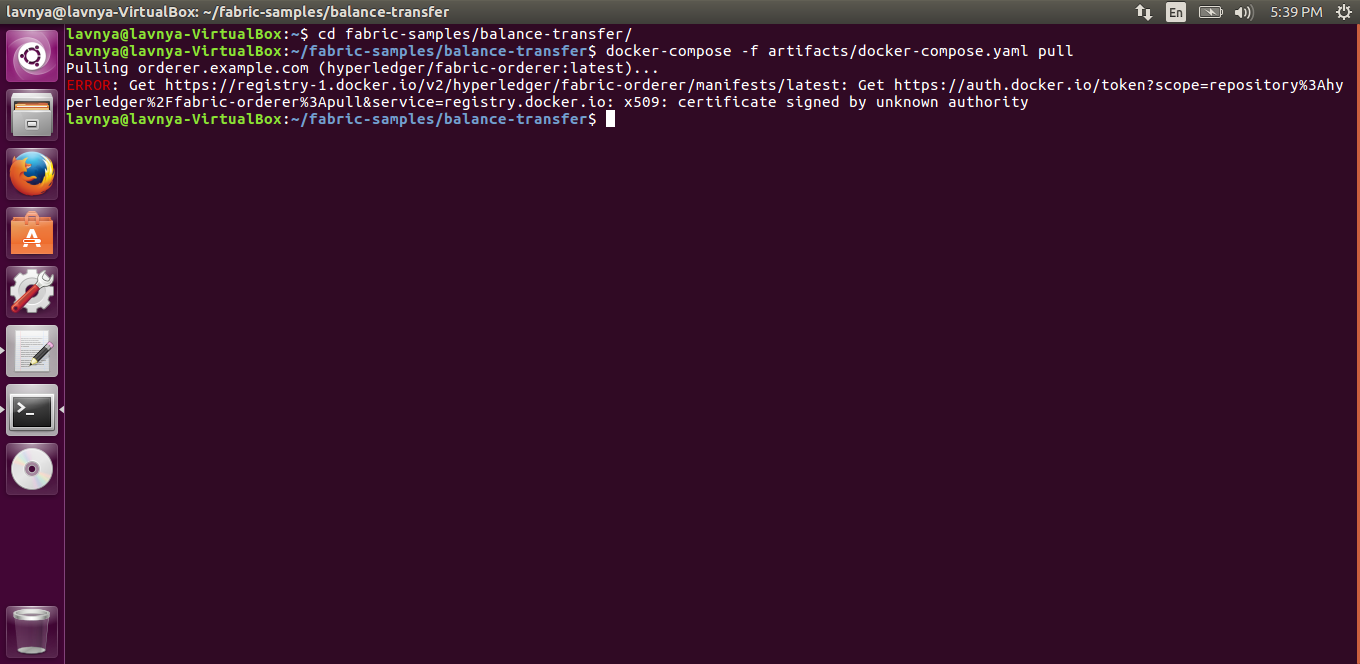 lavnya@lavnya-VirtualBox: ~/fabric-samples/balance-transfer
En
5:39 PM
lavnya@lavnya-VirtualBox:~$ cd fabric-samples/balance-transfer/
lavnya@lavnya-VirtualBox:~/fabric-samples/balance-transfer$ docker-compose -f artifacts/docker-compose.yaml pull
Pulling orderer.example.com (hyperledger/fabric-orderer:latest)...
ERROR: Get https://registry-1.docker.io/v2/hyperledger/fabric-orderer/manifests/latest: Get https://auth.docker.io/token?scope=repository%3Ahy
perledger%2Ffabric-orderer%3Apull&service=registry.docker.io: x509: certificate signed by unknown authority
lavnya@lavnya-VirtualBox:~/fabric-samples/balance-transfer$